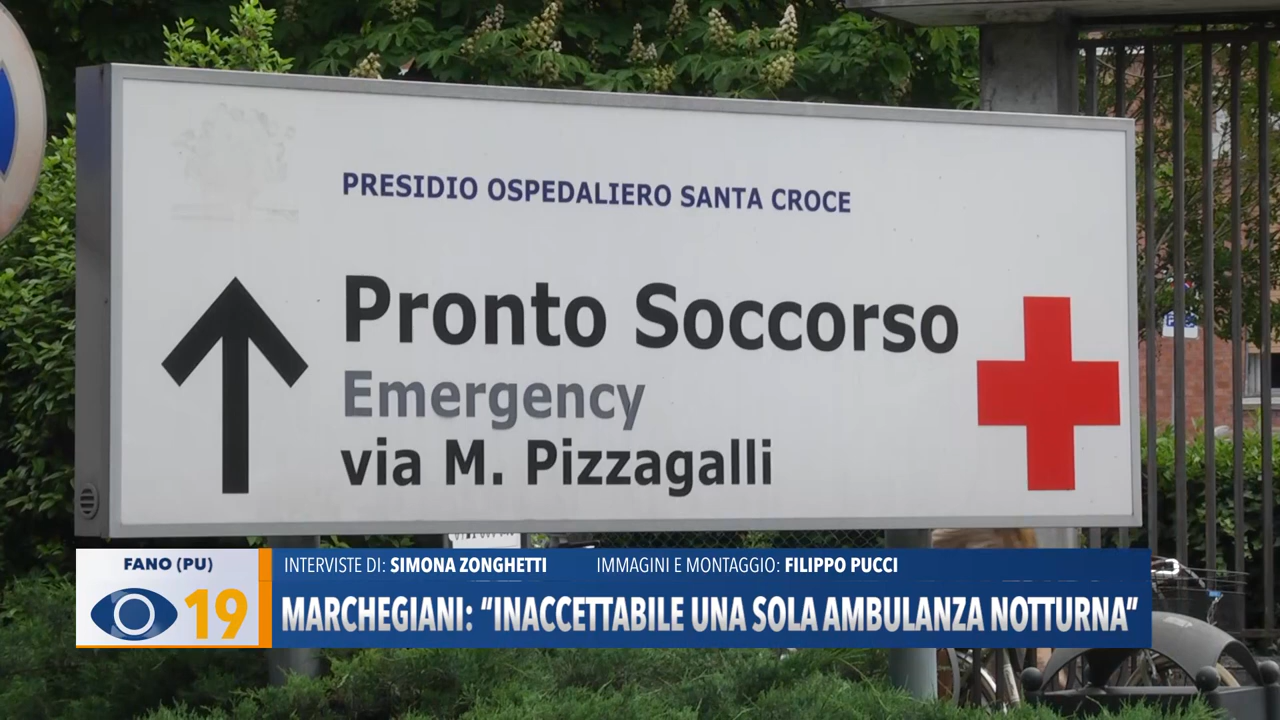 PRESIDIO OSPEDALIERO SANTA CROCE
Pronto Soccorso
Emergency
via M. Pizzagalli
FANO (PU)
19
INTERVISTE DI: SIMONA ZONGHETTI IMMAGINI E MONTAGGIO: FILIPPO PUCCI
MARCHEGIANI: “INACCETTABILE UNA SOLA AMBULANZA NOTTURNA”